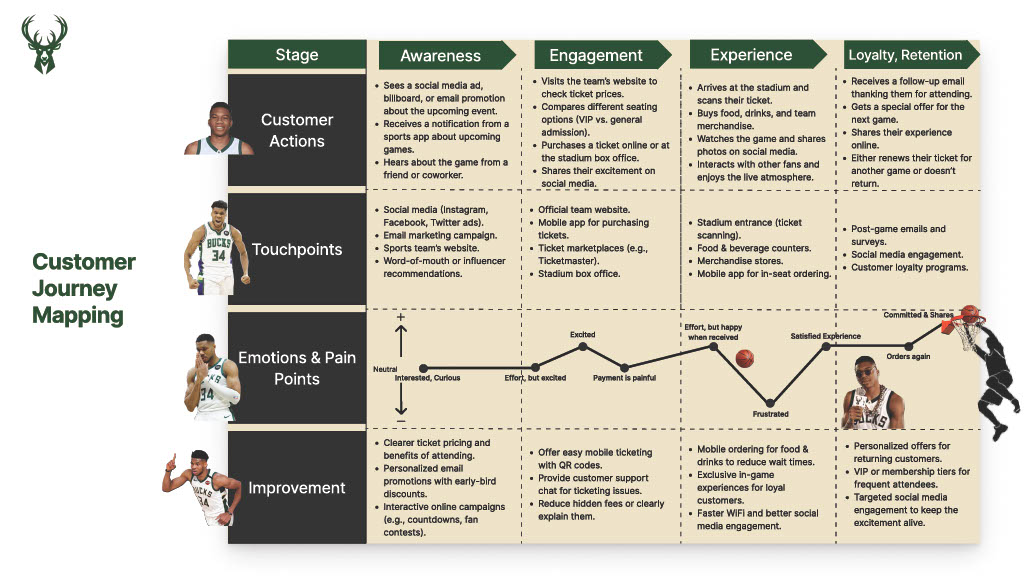 Customer
Journey
Mapping
Stage
Awareness
Engagement
Experience
Loyalty, Retention
Customer
Actions
• Sees a social media ad,
billboard, or email promotion
about the upcoming event.
• Receives a notification from a
sports app about upcoming
games.
• Hears about the game from a
friend or coworker.
• Visits the team's website to
check ticket prices.
• Compares different seating
options (VIP vs. general
admission).
• Purchases a ticket online or at
the stadium box office.
• Shares their excitement on
social media.
• Arrives at the stadium and
scans their ticket.
• Buys food, drinks, and team
merchandise.
• Watches the game and shares
photos on social media.
• Interacts with other fans and
enjoys the live atmosphere.
• Receives a follow-up email
thanking them for attending.
• Gets a special offer for the
next game.
• Shares their experience
online.
• Either renews their ticket for
another game or doesn't
return.
Touchpoints
• Social media (Instagram,
Facebook, Twitter ads).
• Email marketing campaign.
• Sports team's website.
• Word-of-mouth or influencer
recommendations.
• Official team website.
• Mobile app for purchasing
tickets.
• Ticket marketplaces (e.g.,
Ticketmaster).
• Stadium box office.
• Stadium entrance (ticket
scanning).
• Food & beverage counters.
• Merchandise stores.
• Mobile app for in-seat ordering.
• Post-game emails and
surveys.
• Social media engagement.
• Customer loyalty programs.
BUCKS
34
Emotions & Pain
Points
+
Neutral
−
Interested, Curious
Effort, but excited
Excited
Payment is painful
Effort, but happy
when received
Frustrated
Satisfied Experience
Orders again
Committed & Shares
34
BUCKS
Improvement
• Clearer ticket pricing and
benefits of attending.
• Personalized email
promotions with early-bird
discounts.
• Interactive online campaigns
(e.g., countdowns, fan
contests).
• Offer easy mobile ticketing
with QR codes.
• Provide customer support
chat for ticketing issues.
• Reduce hidden fees or clearly
explain them.
• Mobile ordering for food &
drinks to reduce wait times.
• Exclusive in-game
experiences for loyal
customers.
• Faster WiFi and better social
media engagement.
• Personalized offers for
returning customers.
• VIP or membership tiers for
frequent attendees.
• Targeted social media
engagement to keep the
excitement alive.
BUCKS
34